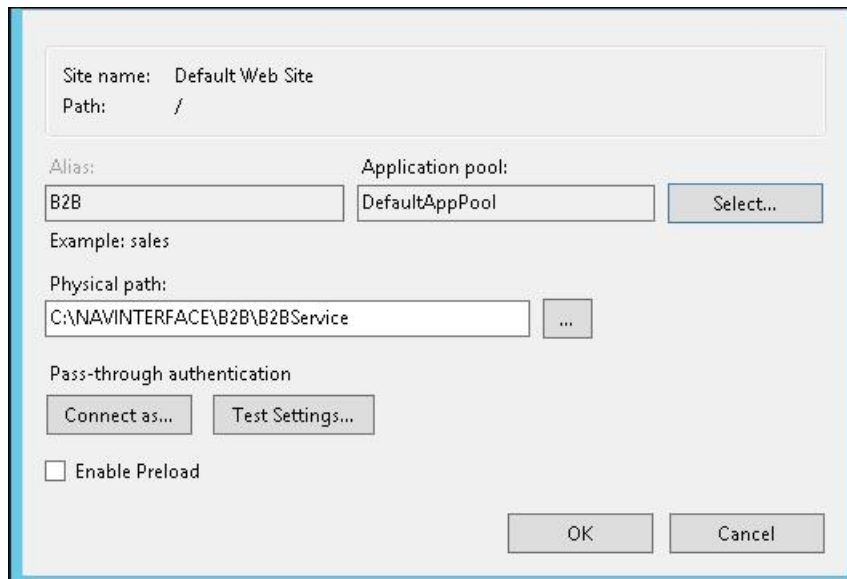 Site name: Default Web Site
Path: /
Alias: Application pool:
B2B DefaultAppPool Select...
Example: sales
Physical path:
C:\NAVINTERFACE\B2B\B2BService ...
Pass-through authentication
Connect as... Test Settings...
Enable Preload
OK Cancel